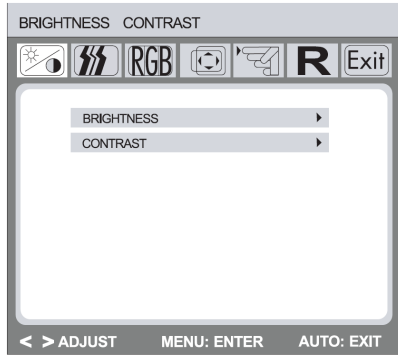 BRIGHTNESS CONTRAST
RGB R Exit
BRIGHTNESS
CONTRAST
< > ADJUST MENU: ENTER AUTO: EXIT